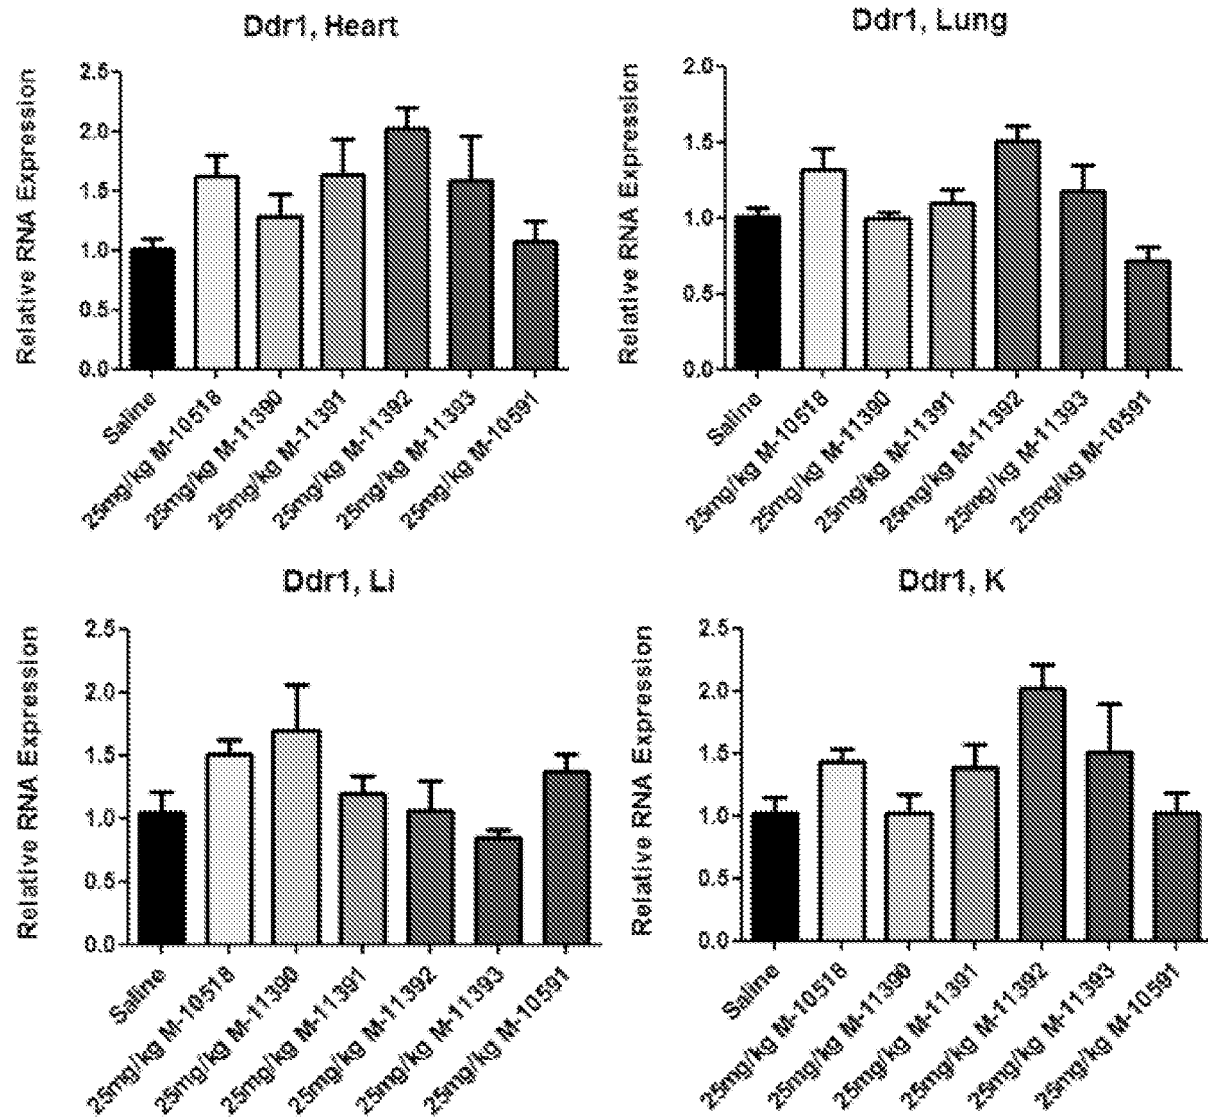 Ddr1, Heart
Relative RNA Expression
2.5
2.0
1.5
1.0
0.5
0.0
Saline
25mg/kg M-10518
25mg/kg M-11390
25mg/kg M-11391
25mg/kg M-11392
25mg/kg M-11393
25mg/kg M-10591
Ddr1, Lung
Relative RNA Expression
2.0
1.5
1.0
0.5
0.0
Saline
25mg/kg M-10518
25mg/kg M-11390
25mg/kg M-11391
25mg/kg M-11392
25mg/kg M-11393
25mg/kg M-10591
Ddr1, Li
Relative RNA Expression
2.5
2.0
1.5
1.0
0.5
0.0
Saline
25mg/kg M-10518
25mg/kg M-11390
25mg/kg M-11391
25mg/kg M-11392
25mg/kg M-11393
25mg/kg M-10591
Ddr1, K
Relative RNA Expression
2.5
2.0
1.5
1.0
0.5
0.0
Saline
25mg/kg M-10518
25mg/kg M-11390
25mg/kg M-11391
25mg/kg M-11392
25mg/kg M-11393
25mg/kg M-10591